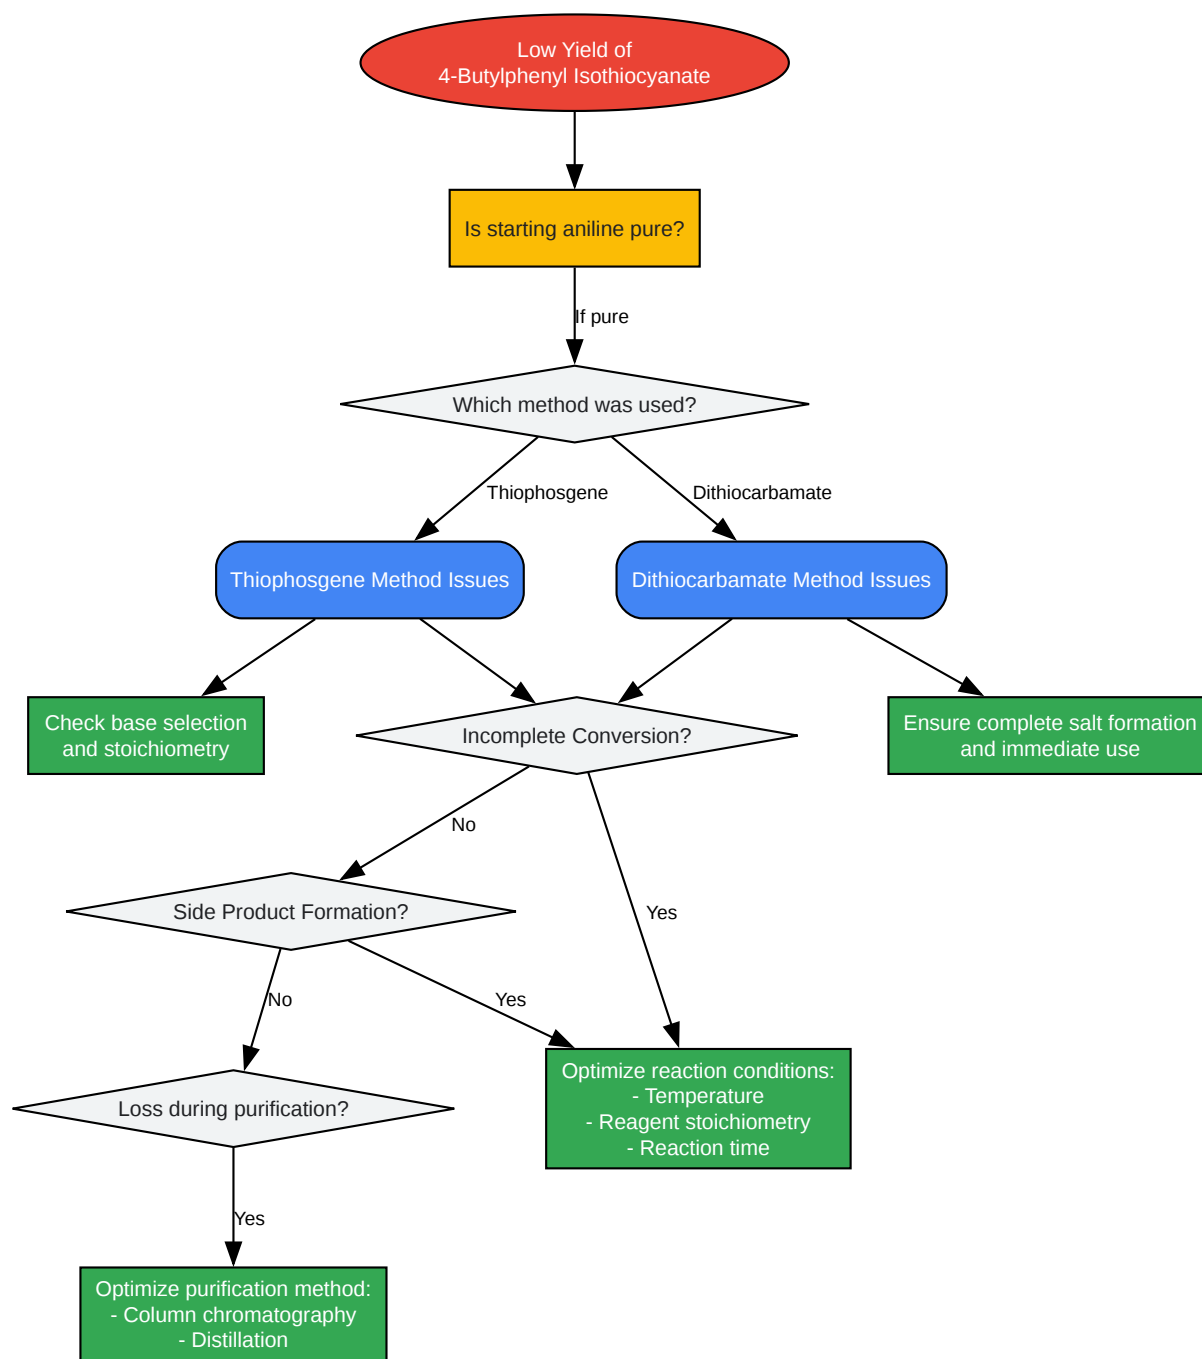 Low Yield of
4-Butylphenyl Isothiocyanate
Is starting aniline pure?
If pure
Which method was used?
Thiophosgene
Dithiocarbamate
Thiophosgene Method Issues
Dithiocarbamate Method Issues
Check base selection
and stoichiometry
Incomplete Conversion?
Ensure complete salt formation
and immediate use
No
Side Product Formation?
Yes
No
Yes
Optimize reaction conditions:
- Temperature
- Reagent stoichiometry
- Reaction time
Loss during purification?
Yes
Optimize purification method:
- Column chromatography
- Distillation